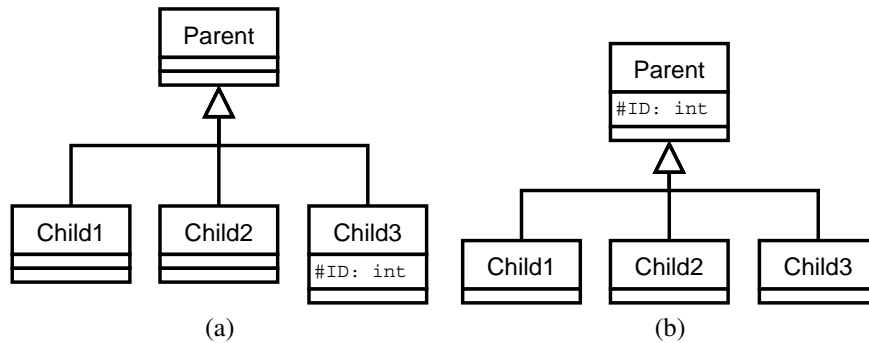 Parent
Child1
Child2
Child3
#ID: int
(a)
Parent
#ID: int
Child1
Child2
Child3
(b)